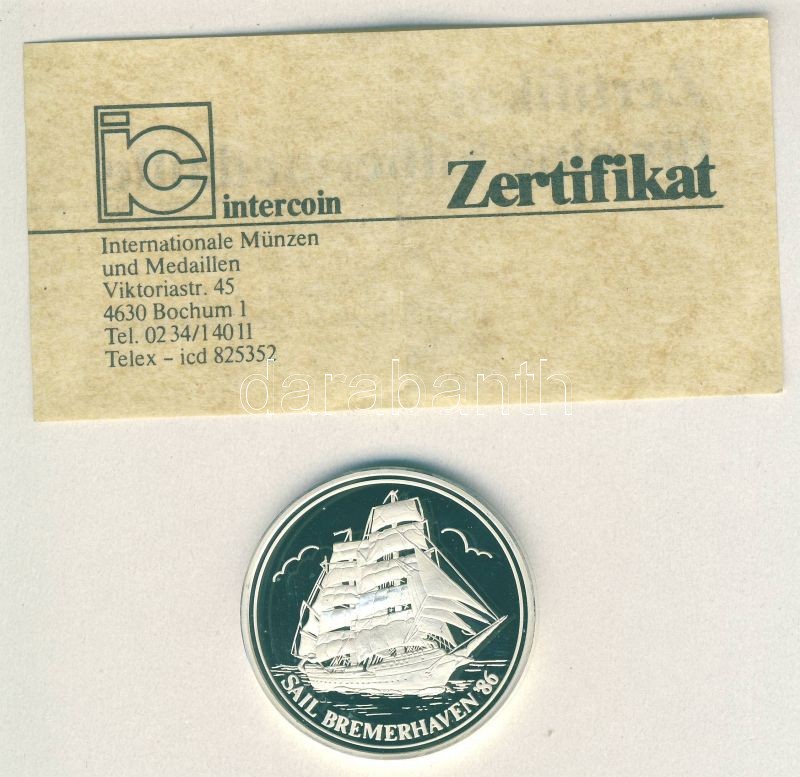 ic
intercoin
Zertifikat
Internationale Münzen
und Medaillen
Viktoriastr. 45
4630 Bochum 1
Tel. 0234/14011
Telex - icd 825352
darabanth
SAIL BREMERHAVEN '86